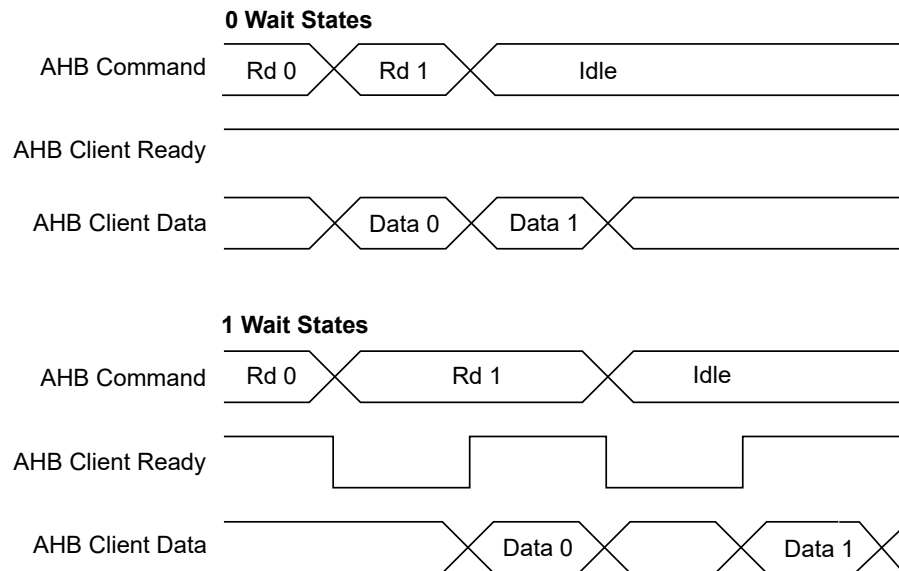 0 Wait States
AHB Command Rd 0 Rd 1 Idle
AHB Client Ready
AHB Client Data Data 0 Data 1
1 Wait States
AHB Command Rd 0 Rd 1 Idle
AHB Client Ready
AHB Client Data Data 0 Data 1